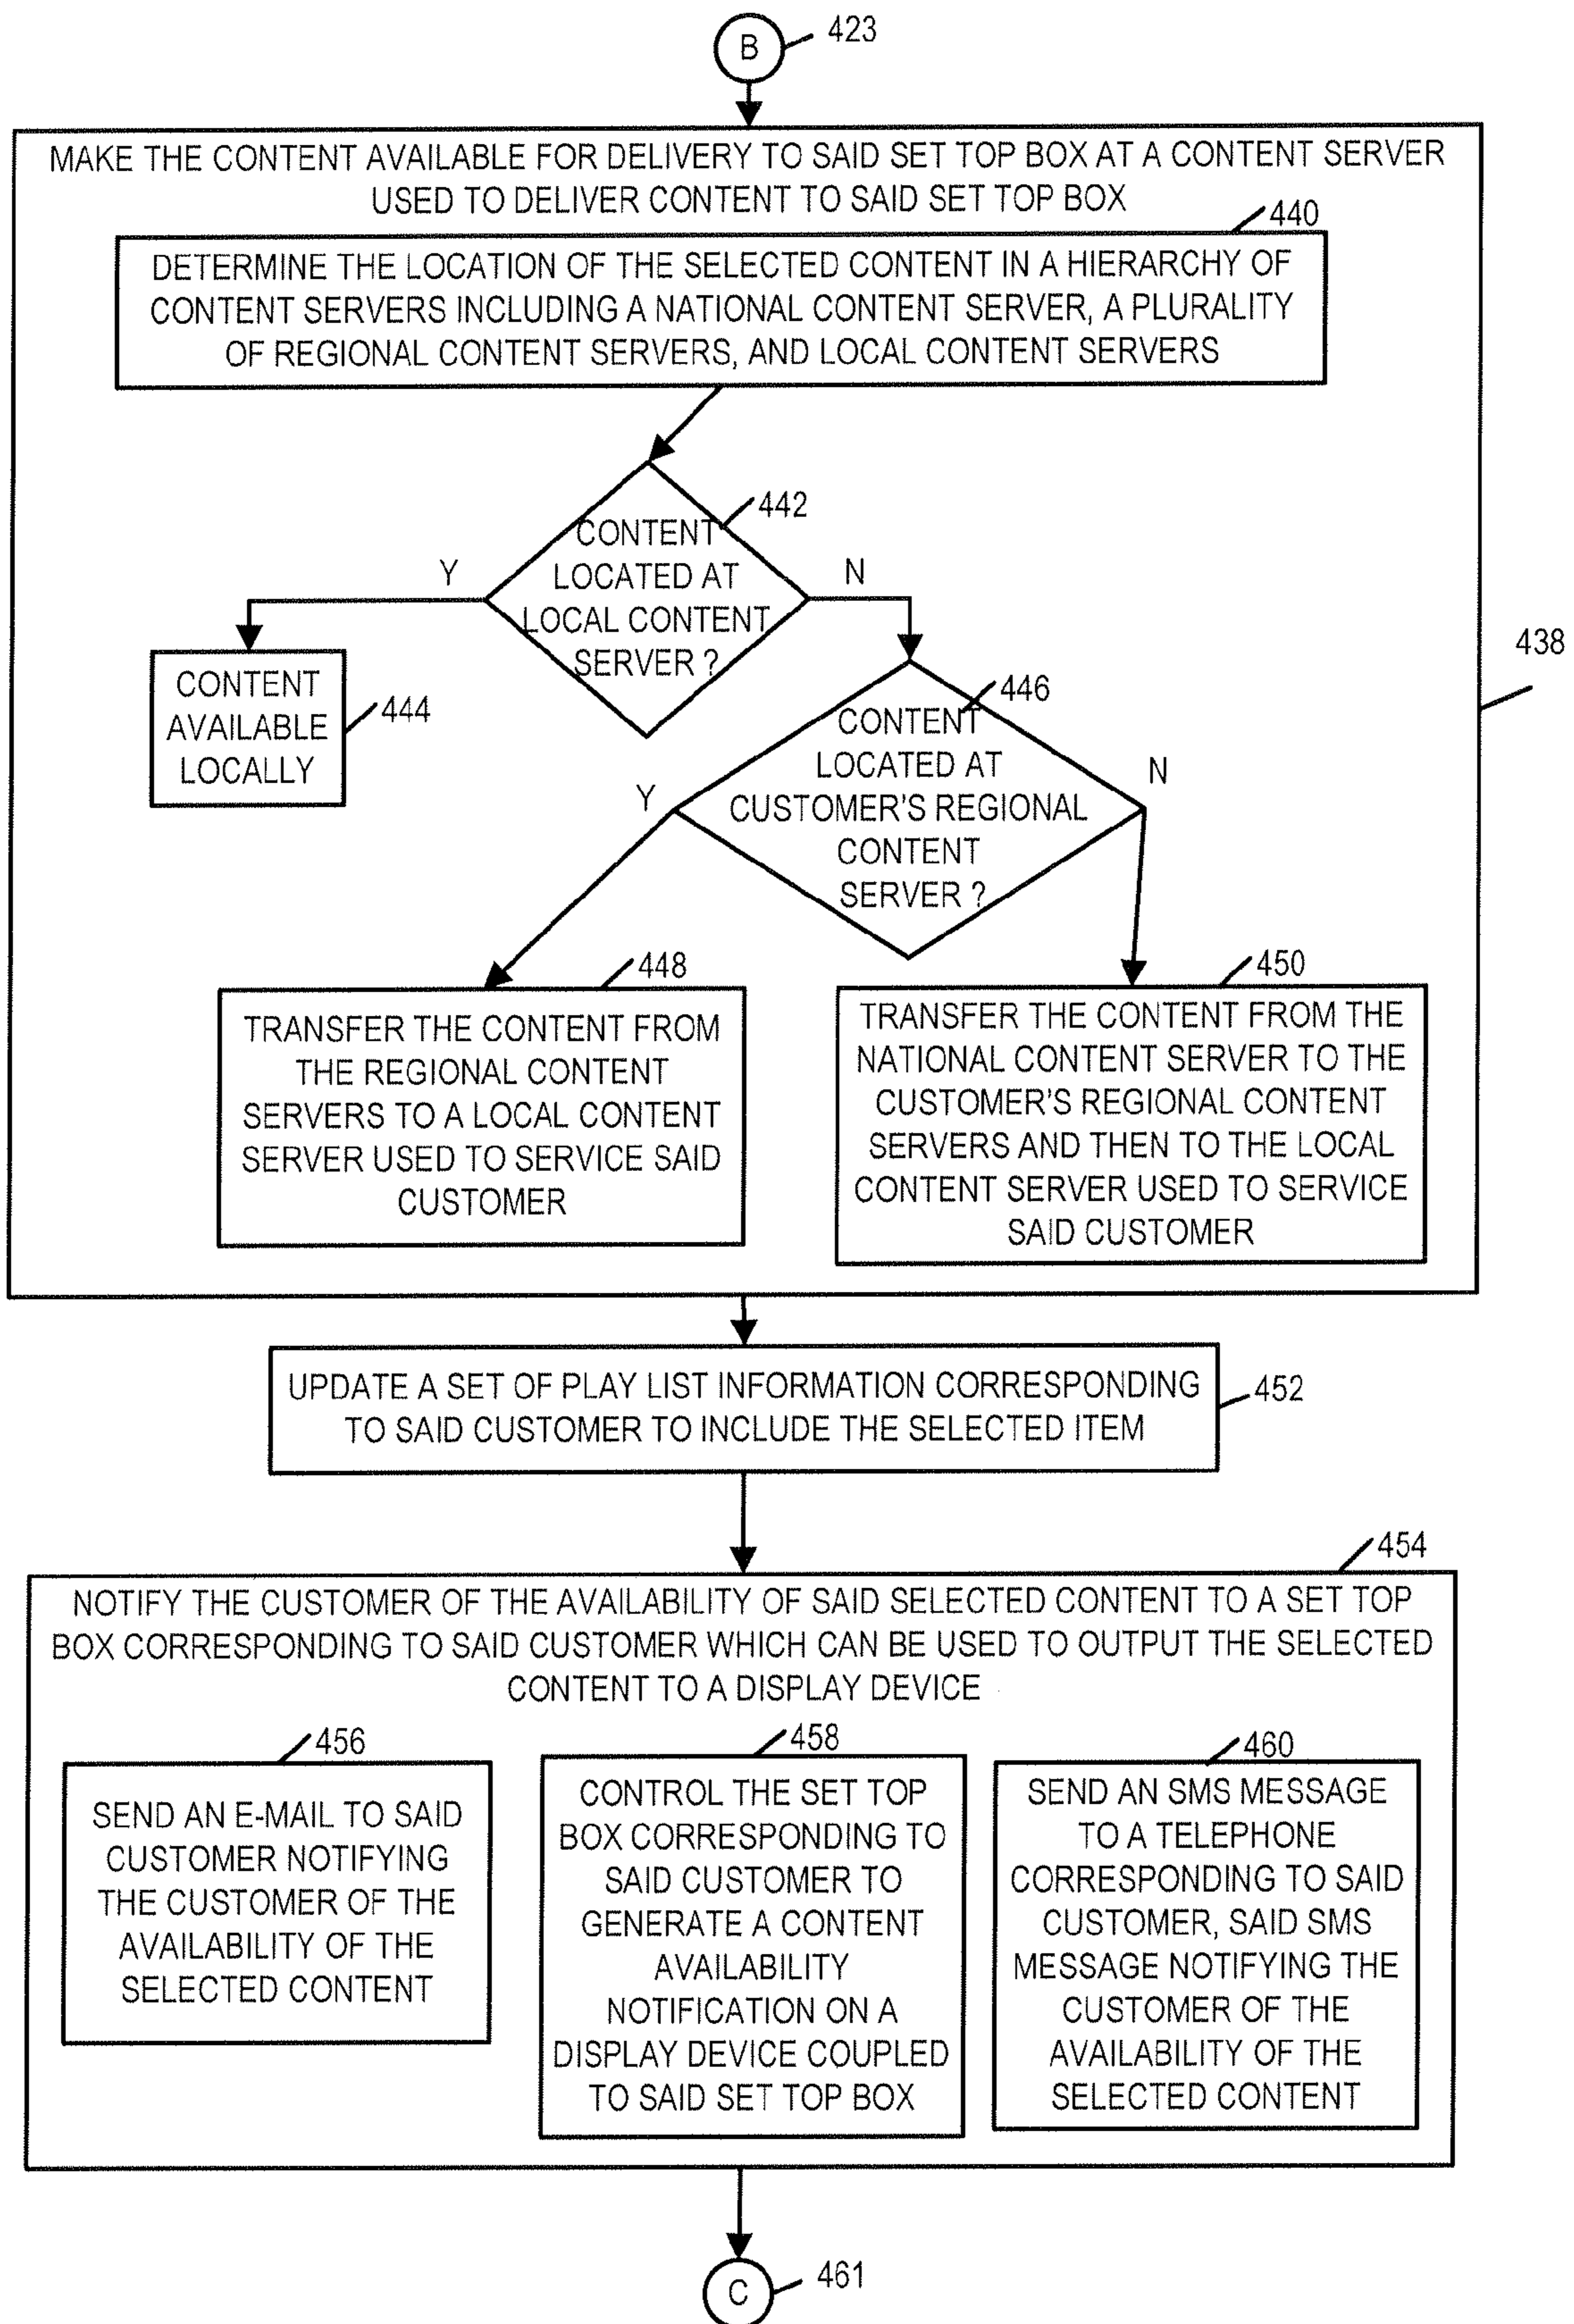 B
423
MAKE THE CONTENT AVAILABLE FOR DELIVERY TO SAID SET TOP BOX AT A CONTENT SERVER
USED TO DELIVER CONTENT TO SAID SET TOP BOX
440
DETERMINE THE LOCATION OF THE SELECTED CONTENT IN A HIERARCHY OF
CONTENT SERVERS INCLUDING A NATIONAL CONTENT SERVER, A PLURALITY
OF REGIONAL CONTENT SERVERS, AND LOCAL CONTENT SERVERS
442
CONTENT
LOCATED AT
LOCAL CONTENT
SERVER ?
Y
N
438
CONTENT
AVAILABLE
LOCALLY
444
446
CONTENT
LOCATED AT
CUSTOMER'S REGIONAL
CONTENT
SERVER ?
Y
N
448
TRANSFER THE CONTENT FROM
THE REGIONAL CONTENT
SERVERS TO A LOCAL CONTENT
SERVER USED TO SERVICE SAID
CUSTOMER
450
TRANSFER THE CONTENT FROM THE
NATIONAL CONTENT SERVER TO THE
CUSTOMER'S REGIONAL CONTENT
SERVERS AND THEN TO THE LOCAL
CONTENT SERVER USED TO SERVICE
SAID CUSTOMER
UPDATE A SET OF PLAY LIST INFORMATION CORRESPONDING
TO SAID CUSTOMER TO INCLUDE THE SELECTED ITEM
452
454
NOTIFY THE CUSTOMER OF THE AVAILABILITY OF SAID SELECTED CONTENT TO A SET TOP
BOX CORRESPONDING TO SAID CUSTOMER WHICH CAN BE USED TO OUTPUT THE SELECTED
CONTENT TO A DISPLAY DEVICE
456
SEND AN E-MAIL TO SAID
CUSTOMER NOTIFYING
THE CUSTOMER OF THE
AVAILABILITY OF THE
SELECTED CONTENT
458
CONTROL THE SET TOP
BOX CORRESPONDING TO
SAID CUSTOMER TO
GENERATE A CONTENT
AVAILABILITY
NOTIFICATION ON A
DISPLAY DEVICE COUPLED
TO SAID SET TOP BOX
460
SEND AN SMS MESSAGE
TO A TELEPHONE
CORRESPONDING TO SAID
CUSTOMER, SAID SMS
MESSAGE NOTIFYING THE
CUSTOMER OF THE
AVAILABILITY OF THE
SELECTED CONTENT
C
461